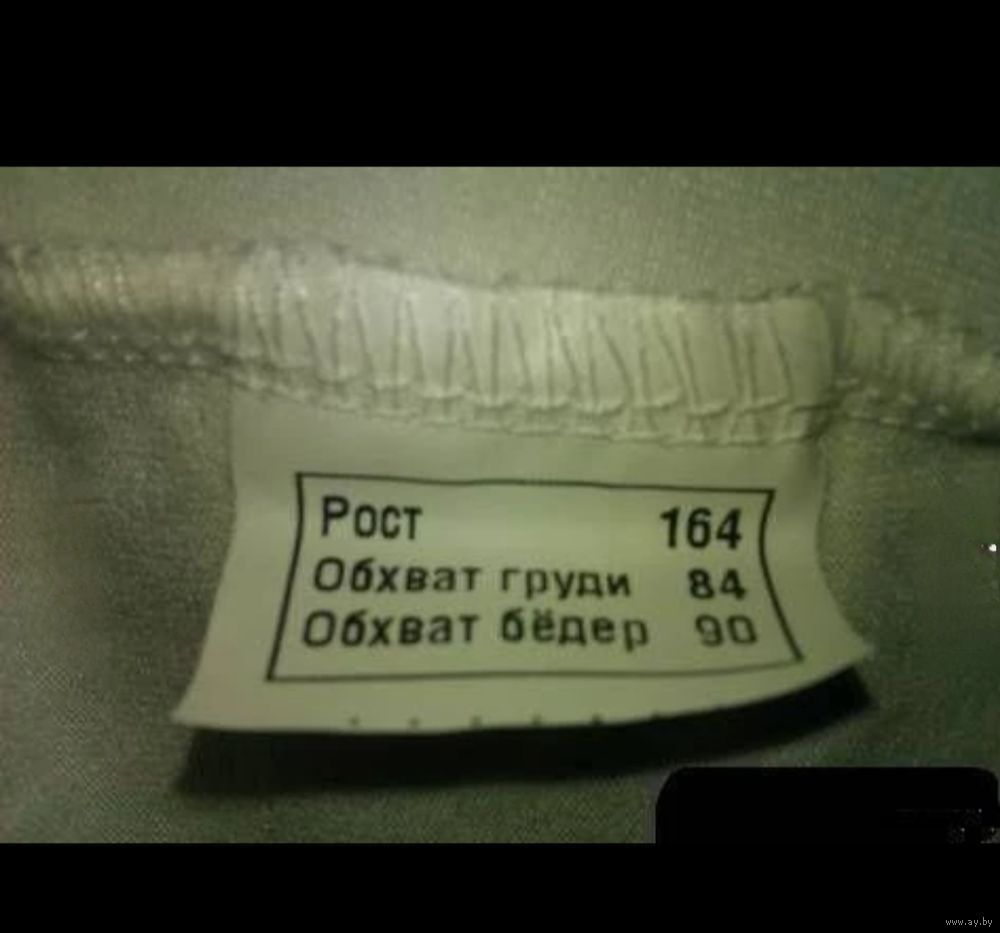 Рост 164
Обхват груди 84
Обхват бёдер 90
www.ay.by